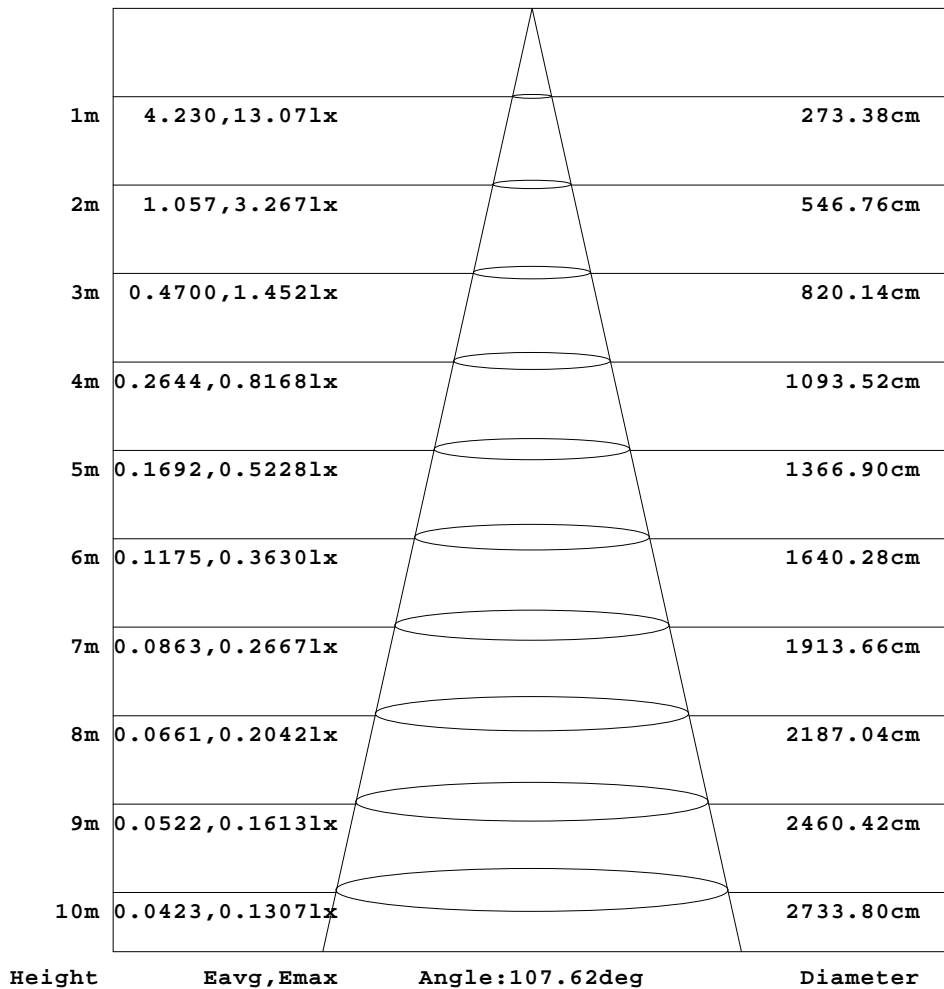 1m 4.230,13.07lx 273.38cm
2m 1.057,3.267lx 546.76cm
3m 0.4700,1.452lx 820.14cm
4m 0.2644,0.8168lx 1093.52cm
5m 0.1692,0.5228lx 1366.90cm
6m 0.1175,0.3630lx 1640.28cm
7m 0.0863,0.2667lx 1913.66cm
8m 0.0661,0.2042lx 2187.04cm
9m 0.0522,0.1613lx 2460.42cm
10m 0.0423,0.1307lx 2733.80cm
Height Eavg,Emax Angle:107.62deg Diameter